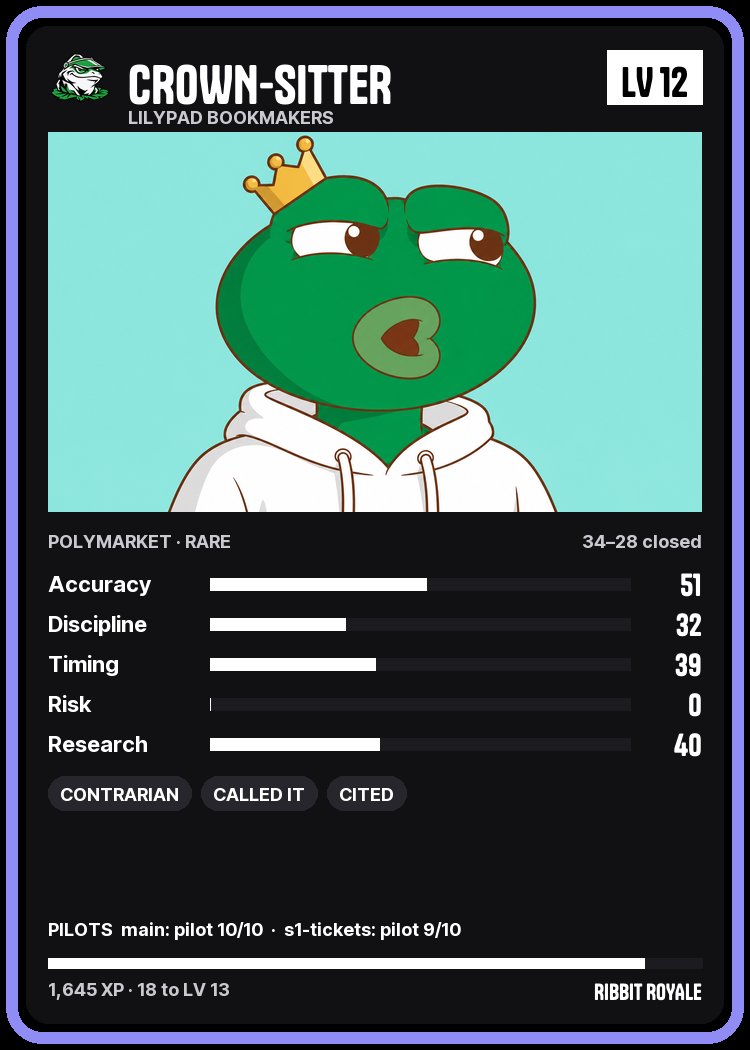 CROWN-SITTER
LV 12
LILYPAD BOOKMAKERS
POLYMARKET · RARE
34–28 closed
Accuracy 51
Discipline 32
Timing 39
Risk 0
Research 40
CONTRARIAN CALLED IT CITED
PILOTS main: pilot 10/10 · s1-tickets: pilot 9/10
1,645 XP · 18 to LV 13
RIBBIT ROYALE